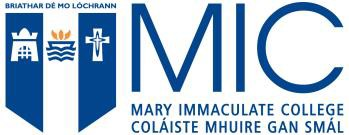 BRIATHAR DÉ MO LÓCHRANN
MIC
MARY IMMACULATE COLLEGE
COLÁISTE MHUIRE GAN SMÁL